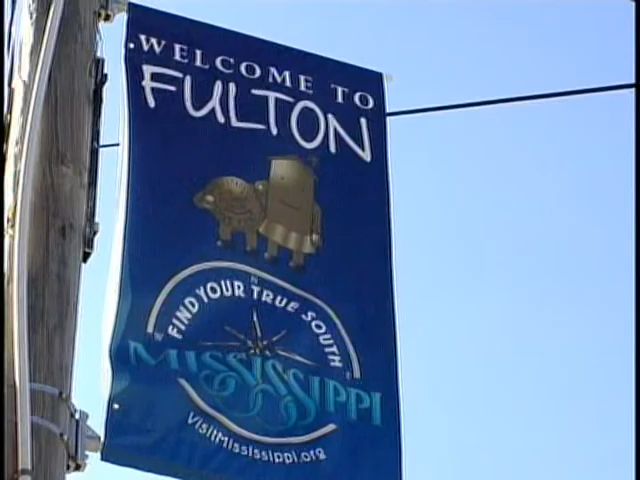 WELCOME TO
FULTON
FIND YOUR TRUE SOUTH
MISSISSIPPI
VisitMississippi.org